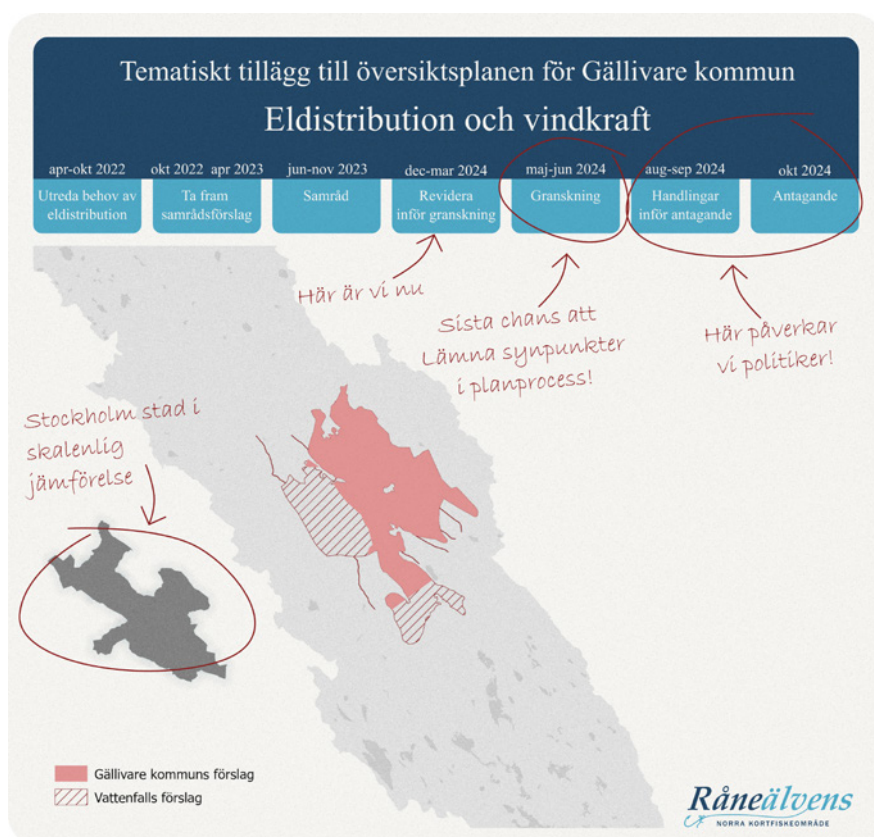 Tematiskt tillägg till översiktsplanen för Gällivare kommun
Eldistribution och vindkraft
apr-okt 2022
Utreda behov av
eldistribution
okt 2022 apr 2023
Ta fram
samrådsförslag
jun-nov 2023
Samråd
dec-mar 2024
Revidera
inför granskning
maj-jun 2024
Granskning
aug-sep 2024
Handlingar
inför antagande
okt 2024
Antagande
Här är vi nu
Sista chans att
Lämna synpunkter
i planprocess!
Här påverkar
vi politiker!
Stockholm stad i
skalenlig
jämförelse
Gällivare kommuns förslag
Vattenfalls förslag
Råneälvens
NORRA KORTFISKEOMRÅDE